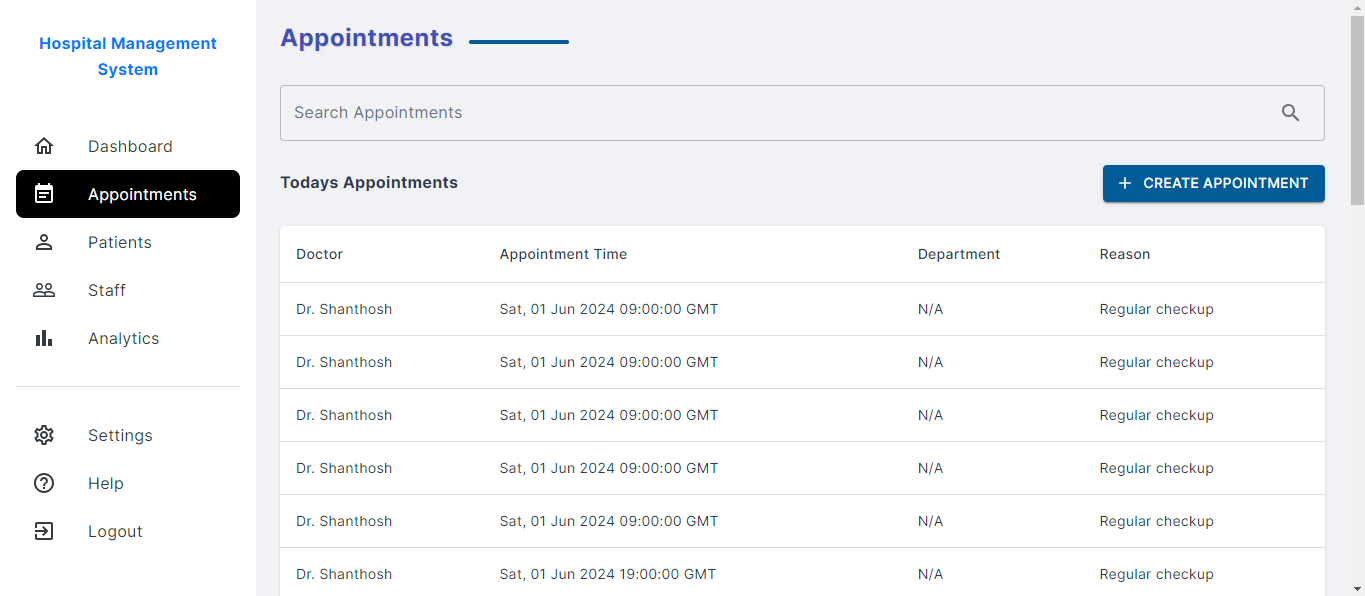 Hospital Management
System
Dashboard
Appointments
Patients
Staff
Analytics
Settings
Help
Logout
Appointments
Search Appointments
Todays Appointments
CREATE APPOINTMENT
Doctor Appointment Time Department Reason
Dr. Shanthosh Sat, 01 Jun 2024 09:00:00 GMT N/A Regular checkup
Dr. Shanthosh Sat, 01 Jun 2024 09:00:00 GMT N/A Regular checkup
Dr. Shanthosh Sat, 01 Jun 2024 09:00:00 GMT N/A Regular checkup
Dr. Shanthosh Sat, 01 Jun 2024 09:00:00 GMT N/A Regular checkup
Dr. Shanthosh Sat, 01 Jun 2024 09:00:00 GMT N/A Regular checkup
Dr. Shanthosh Sat, 01 Jun 2024 19:00:00 GMT N/A Regular checkup